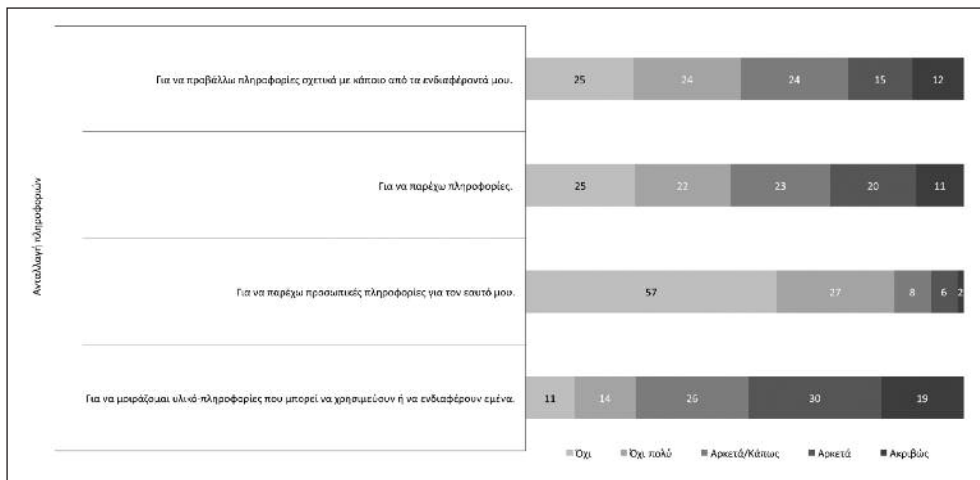 Ανταλλαγή πληροφοριών
Για να προβάλλω πληροφορίες σχετικά με κάποιο από τα ενδιαφέροντά μου.
25 24 24 15 12
Για να παρέχω πληροφορίες.
25 22 23 20 11
Για να παρέχω προσωπικές πληροφορίες για τον εαυτό μου.
57 27 8 6 2
Για να μοιράζομαι υλικό-πληροφορίες που μπορεί να χρησιμεύσουν ή να ενδιαφέρουν εμένα.
11 14 26 30 19
Όχι Όχι πολύ Αρκετά/Κάπως Αρκετά Ακριβώς